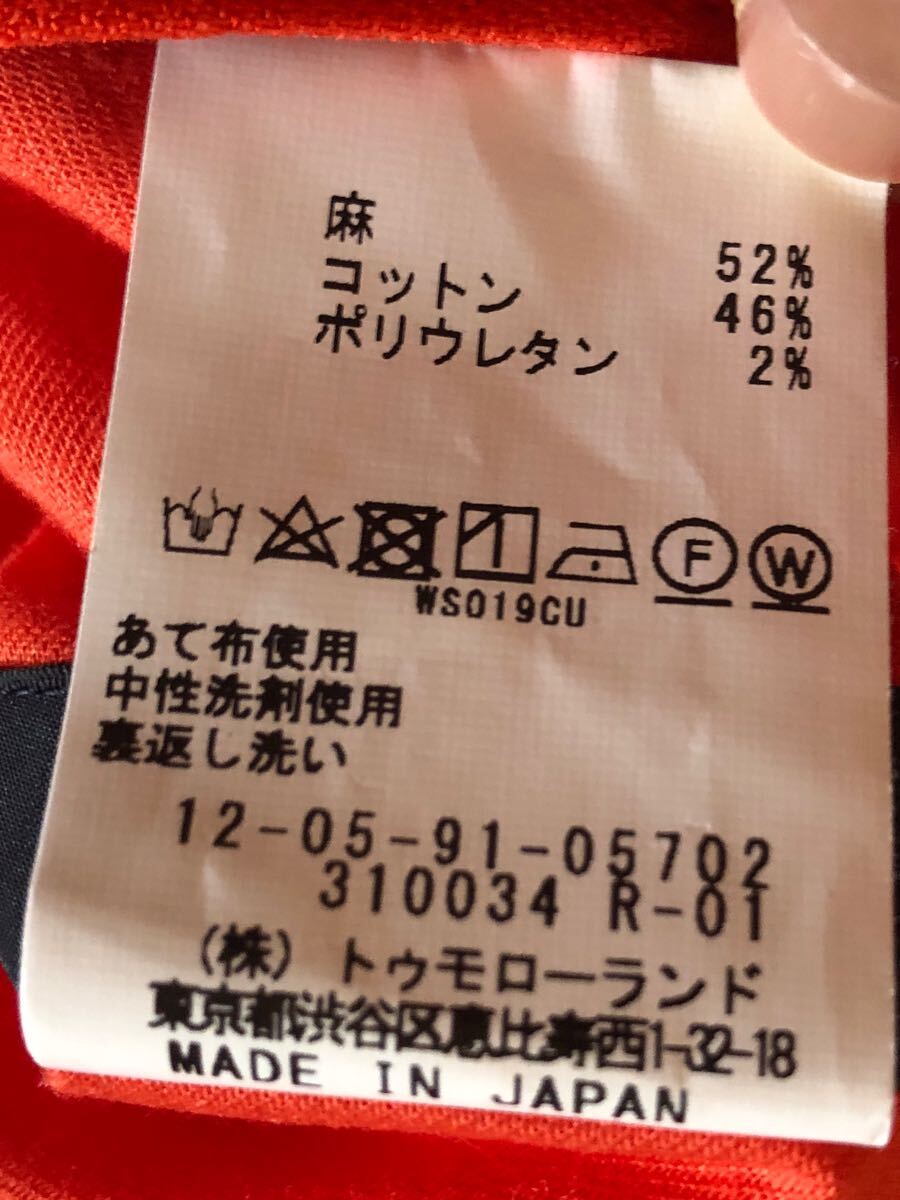 麻 52%
コットン 46%
ポリウレタン 2%
F W
WS019CU
あて布使用
中性洗剤使用
裏返し洗い
12-05-91-05702
310034 R-01
(株) トゥモローランド
東京都渋谷区恵比寿西1-32-18
MADE IN JAPAN